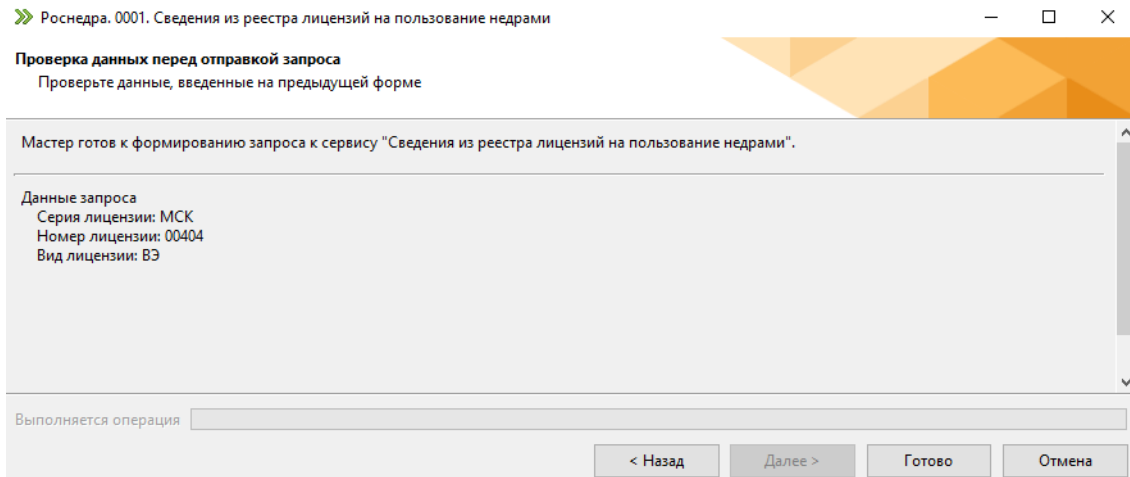 Роснедра. 0001. Сведения из реестра лицензий на пользование недрами
Проверка данных перед отправкой запроса
Проверьте данные, введенные на предыдущей форме
Мастер готов к формированию запроса к сервису "Сведения из реестра лицензий на пользование недрами".
Данные запроса
Серия лицензии: МСК
Номер лицензии: 00404
Вид лицензии: ВЭ
Выполняется операция
< Назад Далее > Готово Отмена